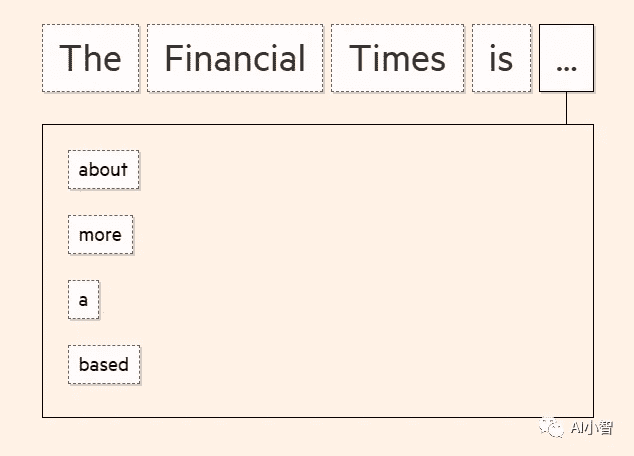 The Financial Times is ...
about
more
a
based
AI小智